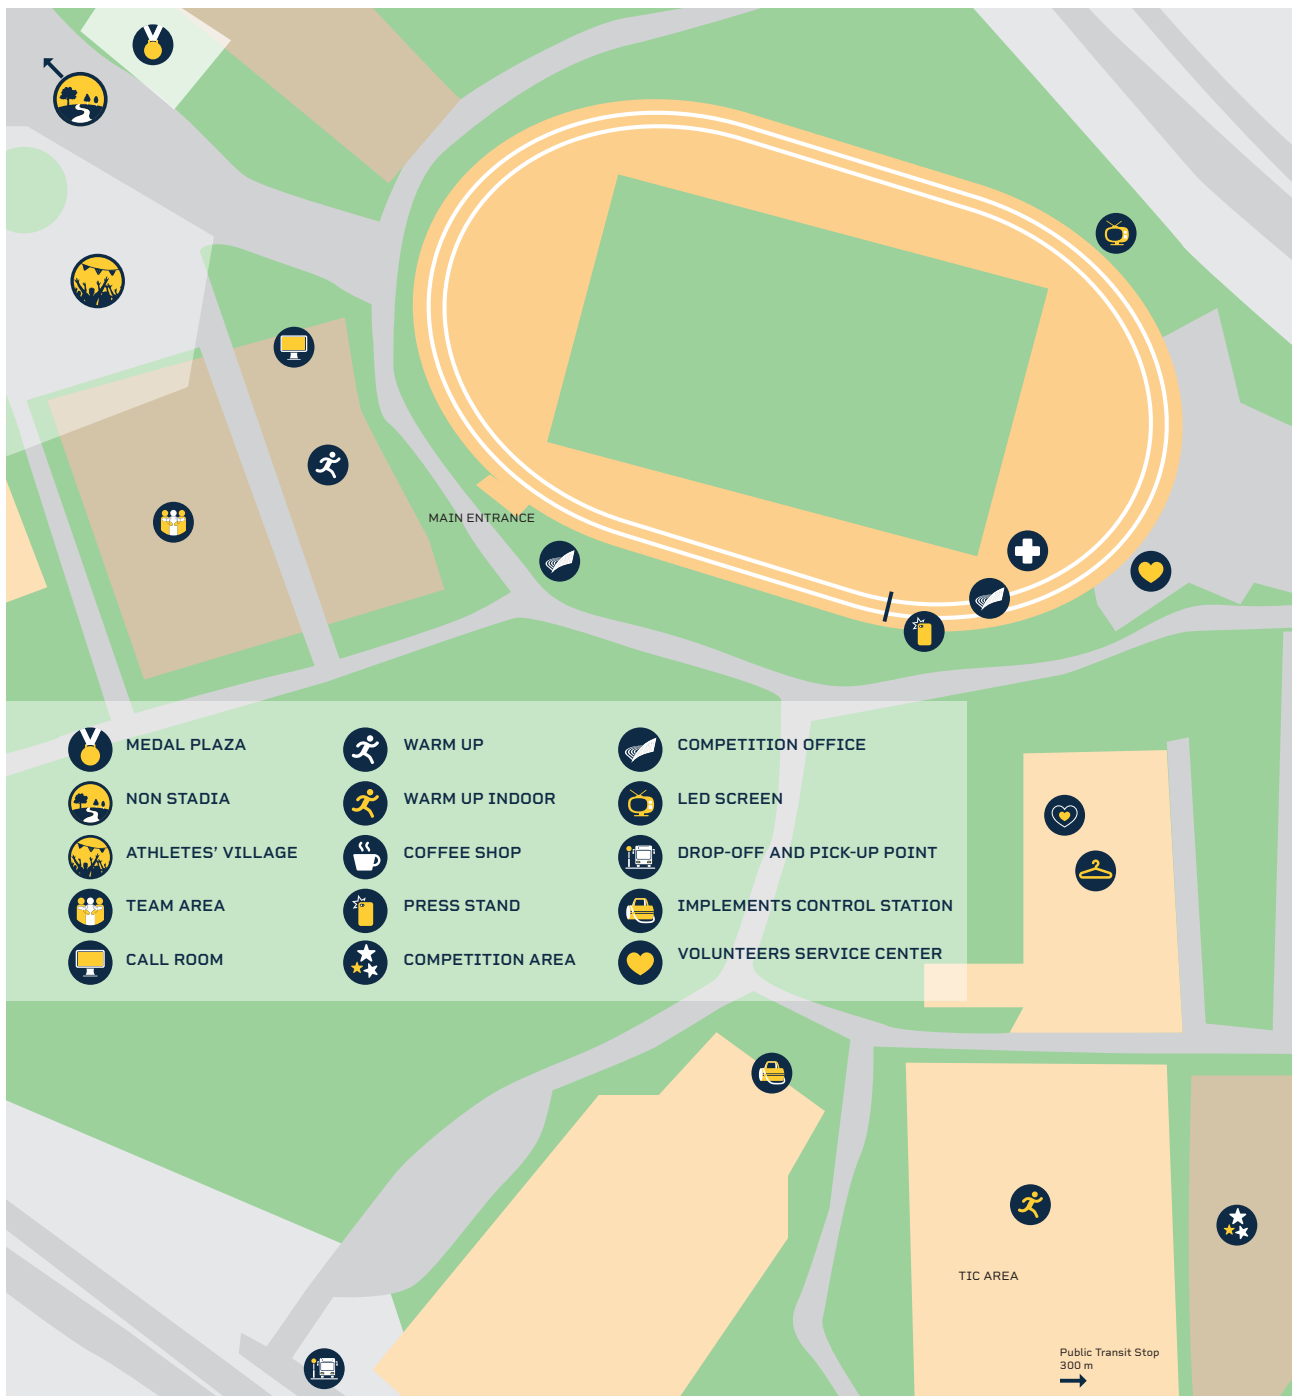 MAIN ENTRANCE
MEDAL PLAZA
NON STADIA
ATHLETES’ VILLAGE
TEAM AREA
CALL ROOM
WARM UP
WARM UP INDOOR
COFFEE SHOP
PRESS STAND
COMPETITION AREA
COMPETITION OFFICE
LED SCREEN
DROP-OFF AND PICK-UP POINT
IMPLEMENTS CONTROL STATION
VOLUNTEERS SERVICE CENTER
TIC AREA
Public Transit Stop
300 m